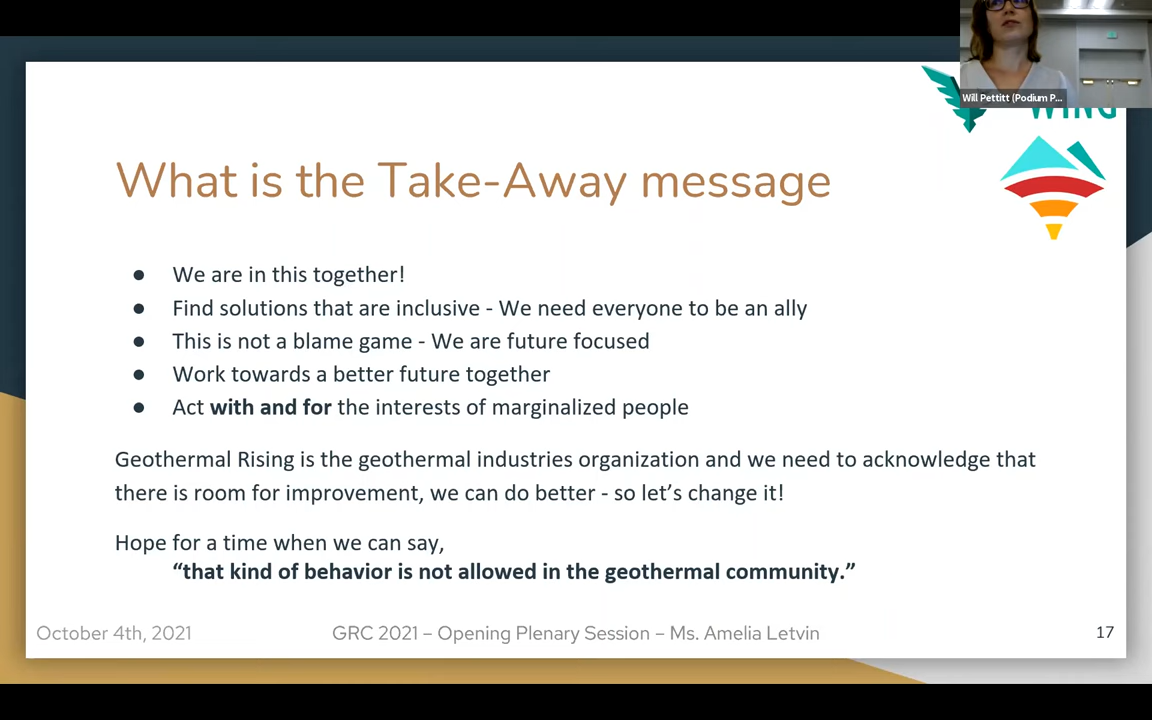 Will Pettitt (Podium P...
WING
What is the Take-Away message
● We are in this together!
● Find solutions that are inclusive - We need everyone to be an ally
● This is not a blame game - We are future focused
● Work towards a better future together
● Act with and for the interests of marginalized people
Geothermal Rising is the geothermal industries organization and we need to acknowledge that
there is room for improvement, we can do better - so let’s change it!
Hope for a time when we can say,
“that kind of behavior is not allowed in the geothermal community.”
October 4th, 2021 GRC 2021 – Opening Plenary Session – Ms. Amelia Letvin 17